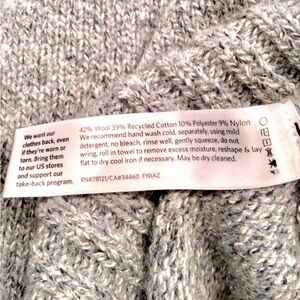 We want our
clothes back, even
if they're worn or
torn. Bring them
to our US stores
and support our
take-back program.
42% Wool 39% Recycled Cotton 10% Polyester 9% Nylon
We recommend hand wash cold, separately, using mild
detergent, no bleach, rinse well, gently squeeze, do not
wring, roll in towel to remove excess moisture, reshape & lay
flat to dry cool iron if necessary. May be dry cleaned.
RN#78121/CA#34460 F19IAZ